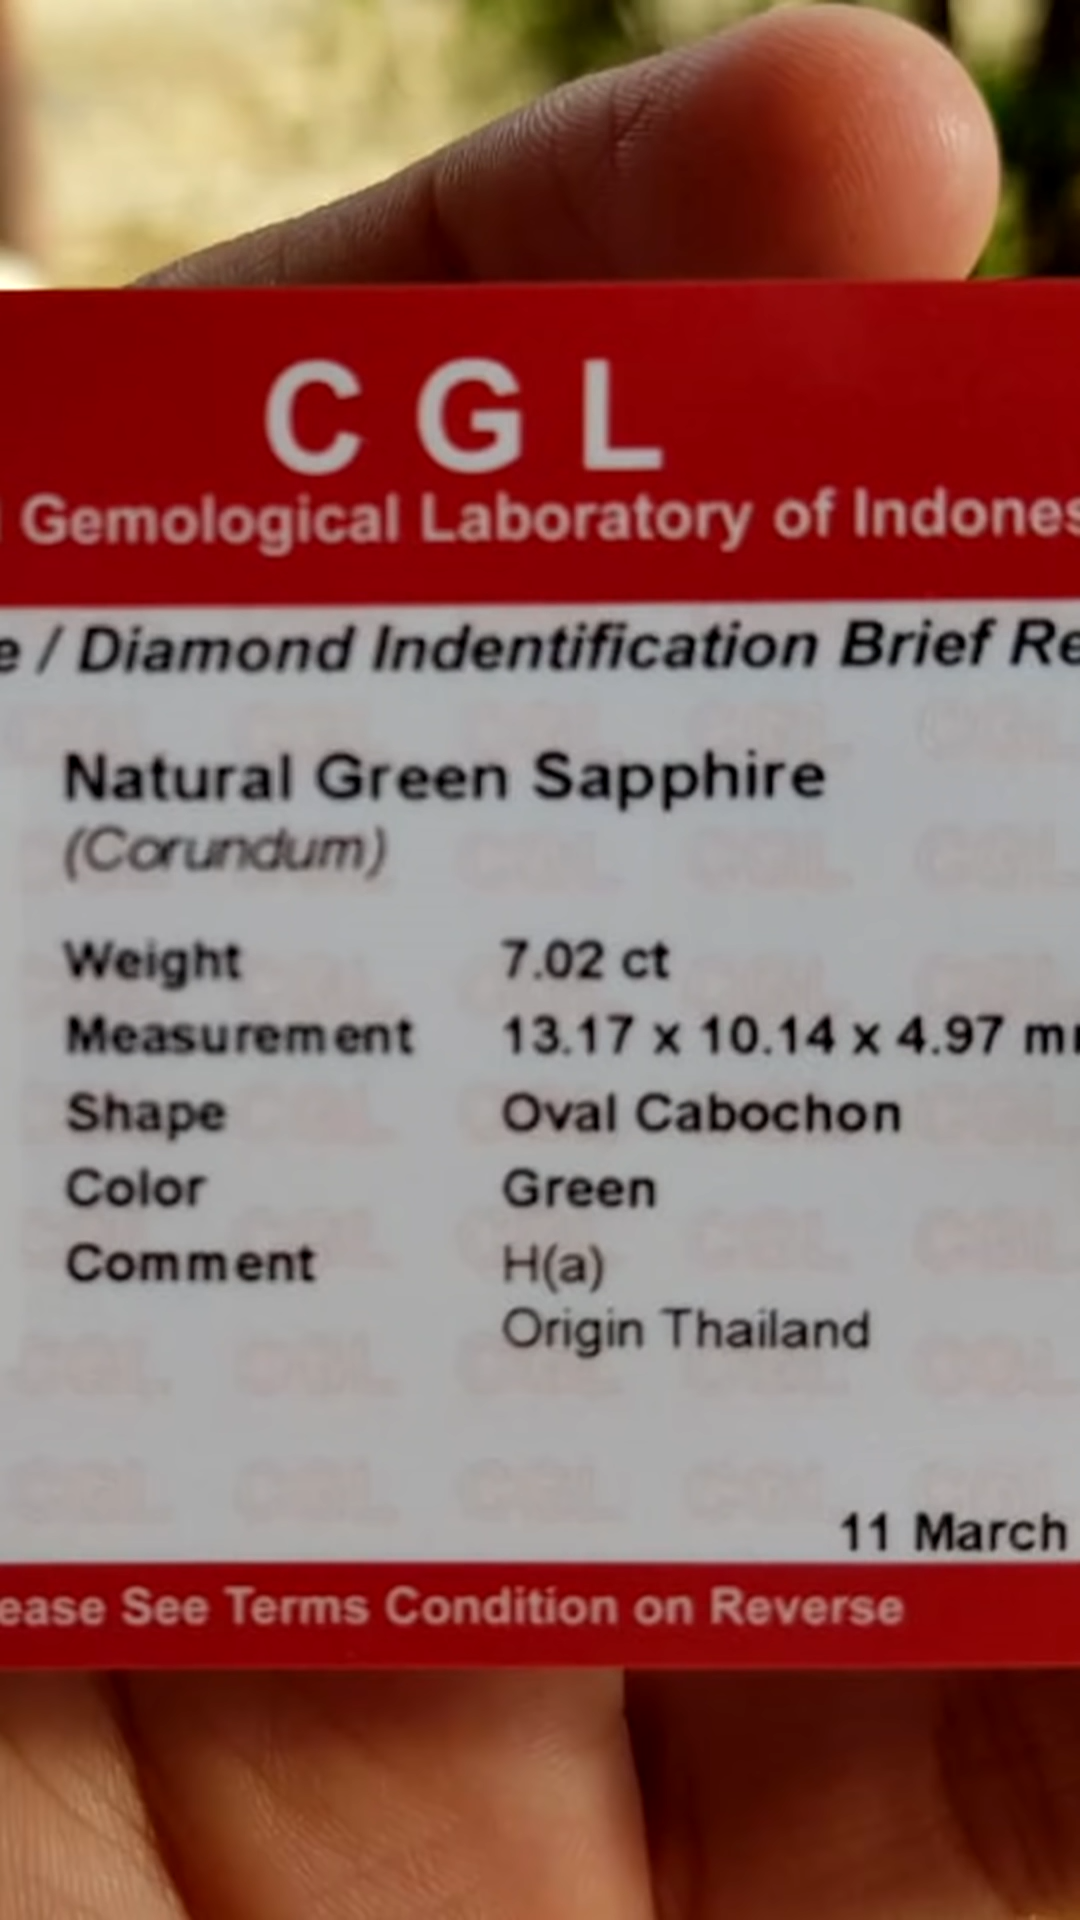 C G L
Gemological Laboratory of Indones
e / Diamond Indentification Brief Re
Natural Green Sapphire
(Corundum)
Weight 7.02 ct
Measurement 13.17 x 10.14 x 4.97 m
Shape Oval Cabochon
Color Green
Comment H(a)
Origin Thailand
11 March
ease See Terms Condition on Reverse